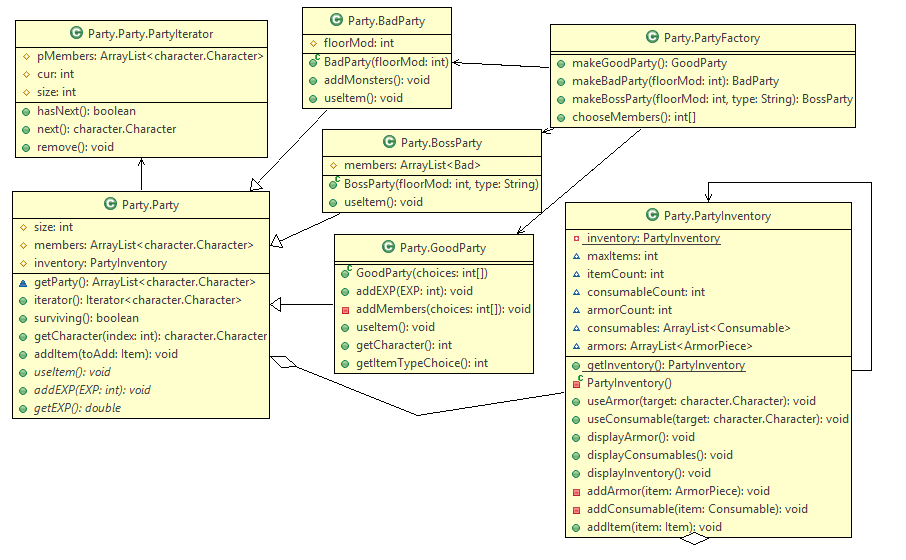 C Party.Party.PartyIterator
pMembers: ArrayList<character.Character>
cur: int
size: int
hasNext(): boolean
next(): character.Character
remove(): void
C Party.BadParty
floorMod: int
C BadParty(floorMod: int)
addMonsters(): void
useItem(): void
C Party.PartyFactory
makeGoodParty(): GoodParty
makeBadParty(floorMod: int): BadParty
makeBossParty(floorMod: int, type: String): BossParty
chooseMembers(): int[]
C Party.BossParty
members: ArrayList<Bad>
C BossParty(floorMod: int, type: String)
useItem(): void
C Party.Party
size: int
members: ArrayList<character.Character>
inventory: PartyInventory
getParty(): ArrayList<character.Character>
iterator(): Iterator<character.Character>
surviving(): boolean
getCharacter(index: int): character.Character
addItem(toAdd: Item): void
useItem(): void
addEXP(EXP: int): void
getEXP(): double
C Party.GoodParty
C GoodParty(choices: int[])
addEXP(EXP: int): void
addMembers(choices: int[]): void
useItem(): void
getCharacter(): int
getItemTypeChoice(): int
C Party.PartyInventory
inventory: PartyInventory
maxItems: int
itemCount: int
consumableCount: int
armorCount: int
consumables: ArrayList<Consumable>
armors: ArrayList<ArmorPiece>
getInventory(): PartyInventory
C PartyInventory()
useArmor(target: character.Character): void
useConsumable(target: character.Character): void
displayArmor(): void
displayConsumables(): void
displayInventory(): void
addArmor(item: ArmorPiece): void
addConsumable(item: Consumable): void
addItem(item: Item): void